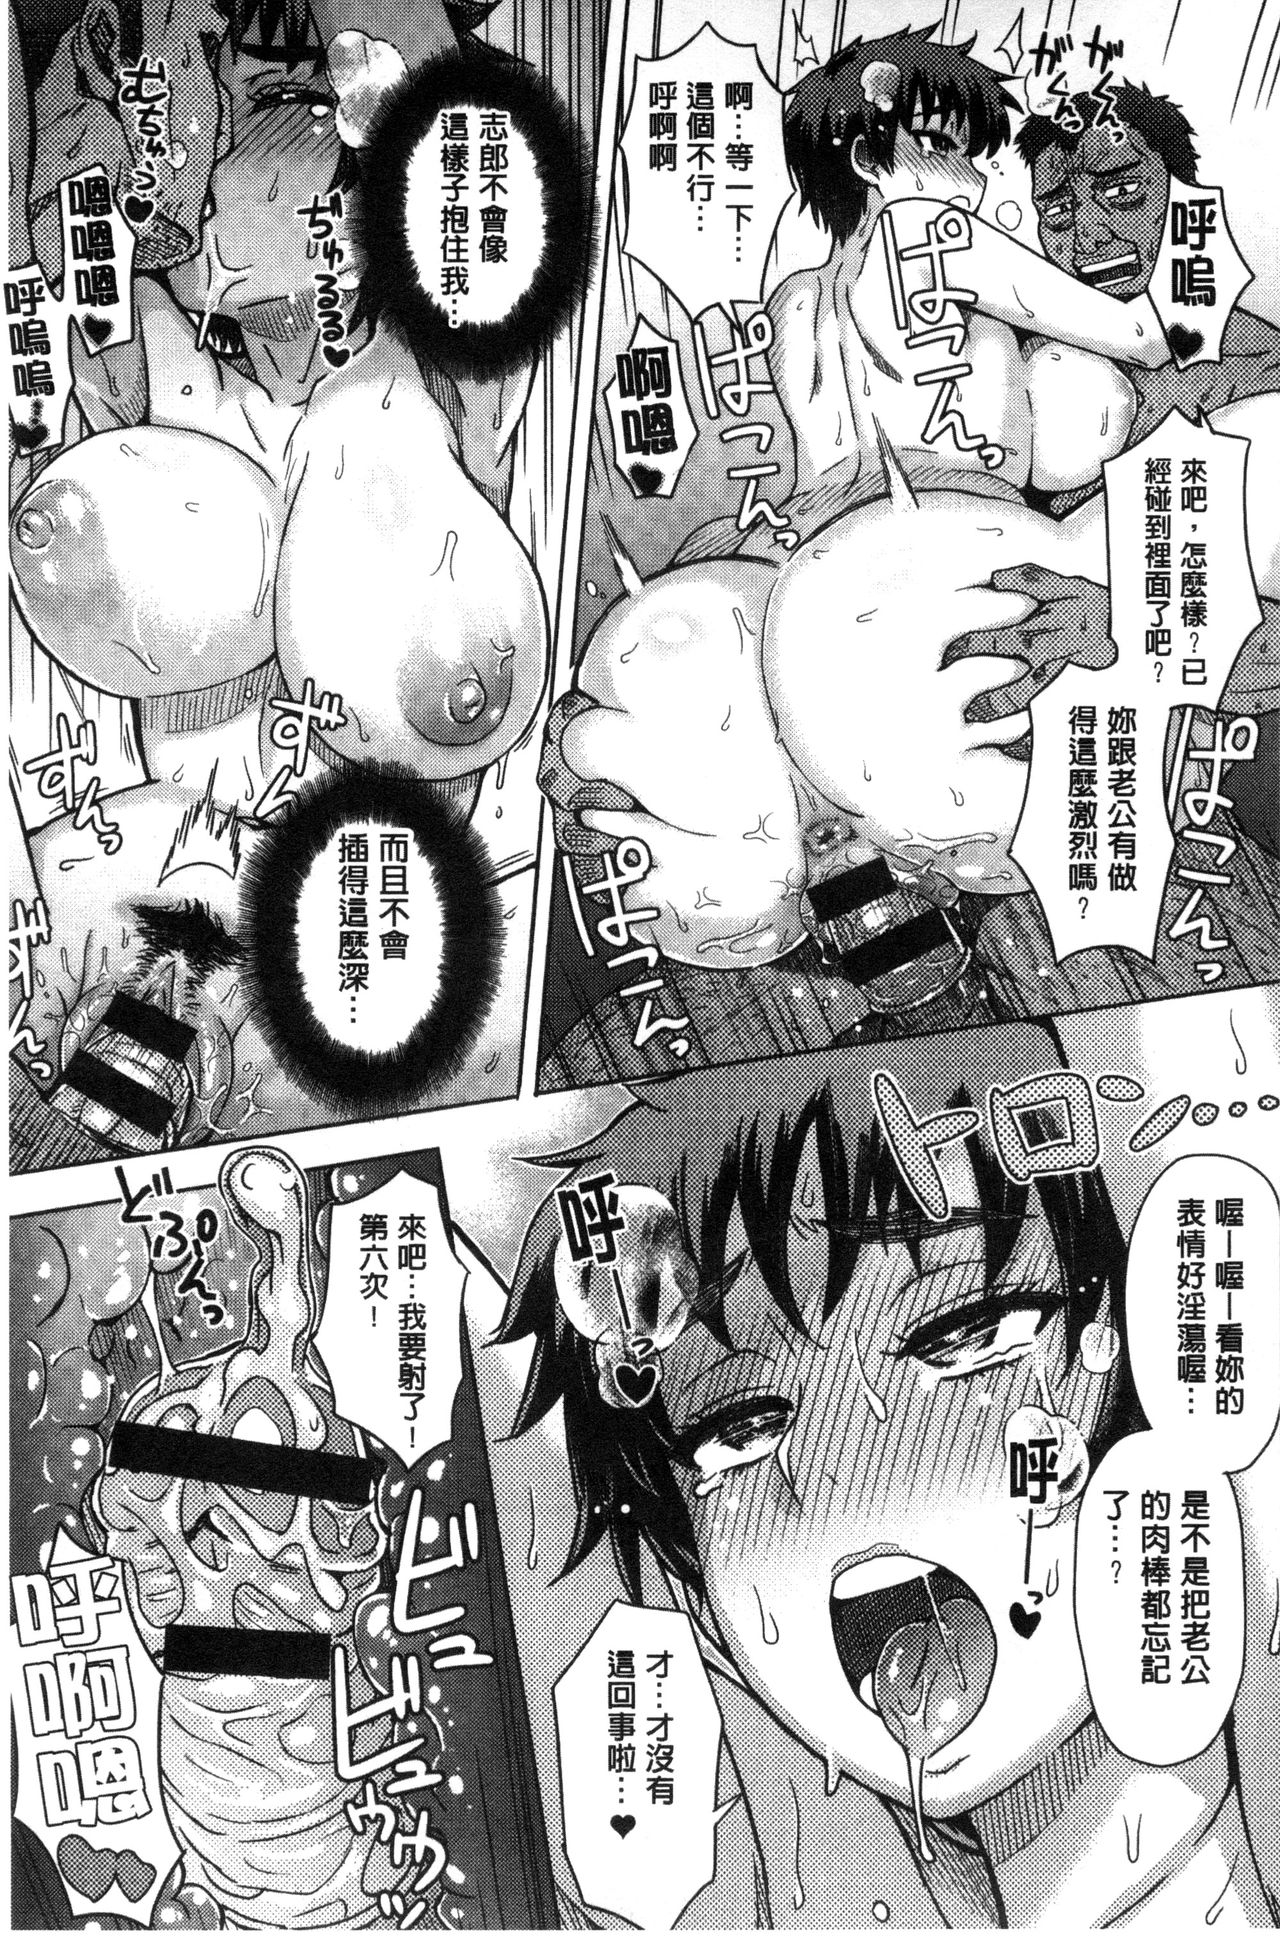 啊…等一下…
這個不行…
呼啊啊
がくんっ
がくんっ
呼嗚
ぱこんっ
ぱこんっ
啊嗯
來吧，怎麼樣？已
經碰到裡面了吧？
妳跟老公有做
得這麼激烈嗎？
ぱこんっ
ぱこんっ
志郎不會像
這樣子抱住我…
むちゅっ
ぢゅるる
嗯嗯嗯
呼嗚嗚
而且不會
插得這麼深…
ずんっ
ずんっ
トロン…
喔—喔—看妳的
表情好淫蕩喔…
是不是把老公
的肉棒都忘記
了…？
呼—っ
呼—っ
才…才沒有
這回事啦…
來吧…我要射了！
第六次！
どぷーんっ
ビュー
ビュウウッ
呼啊嗯